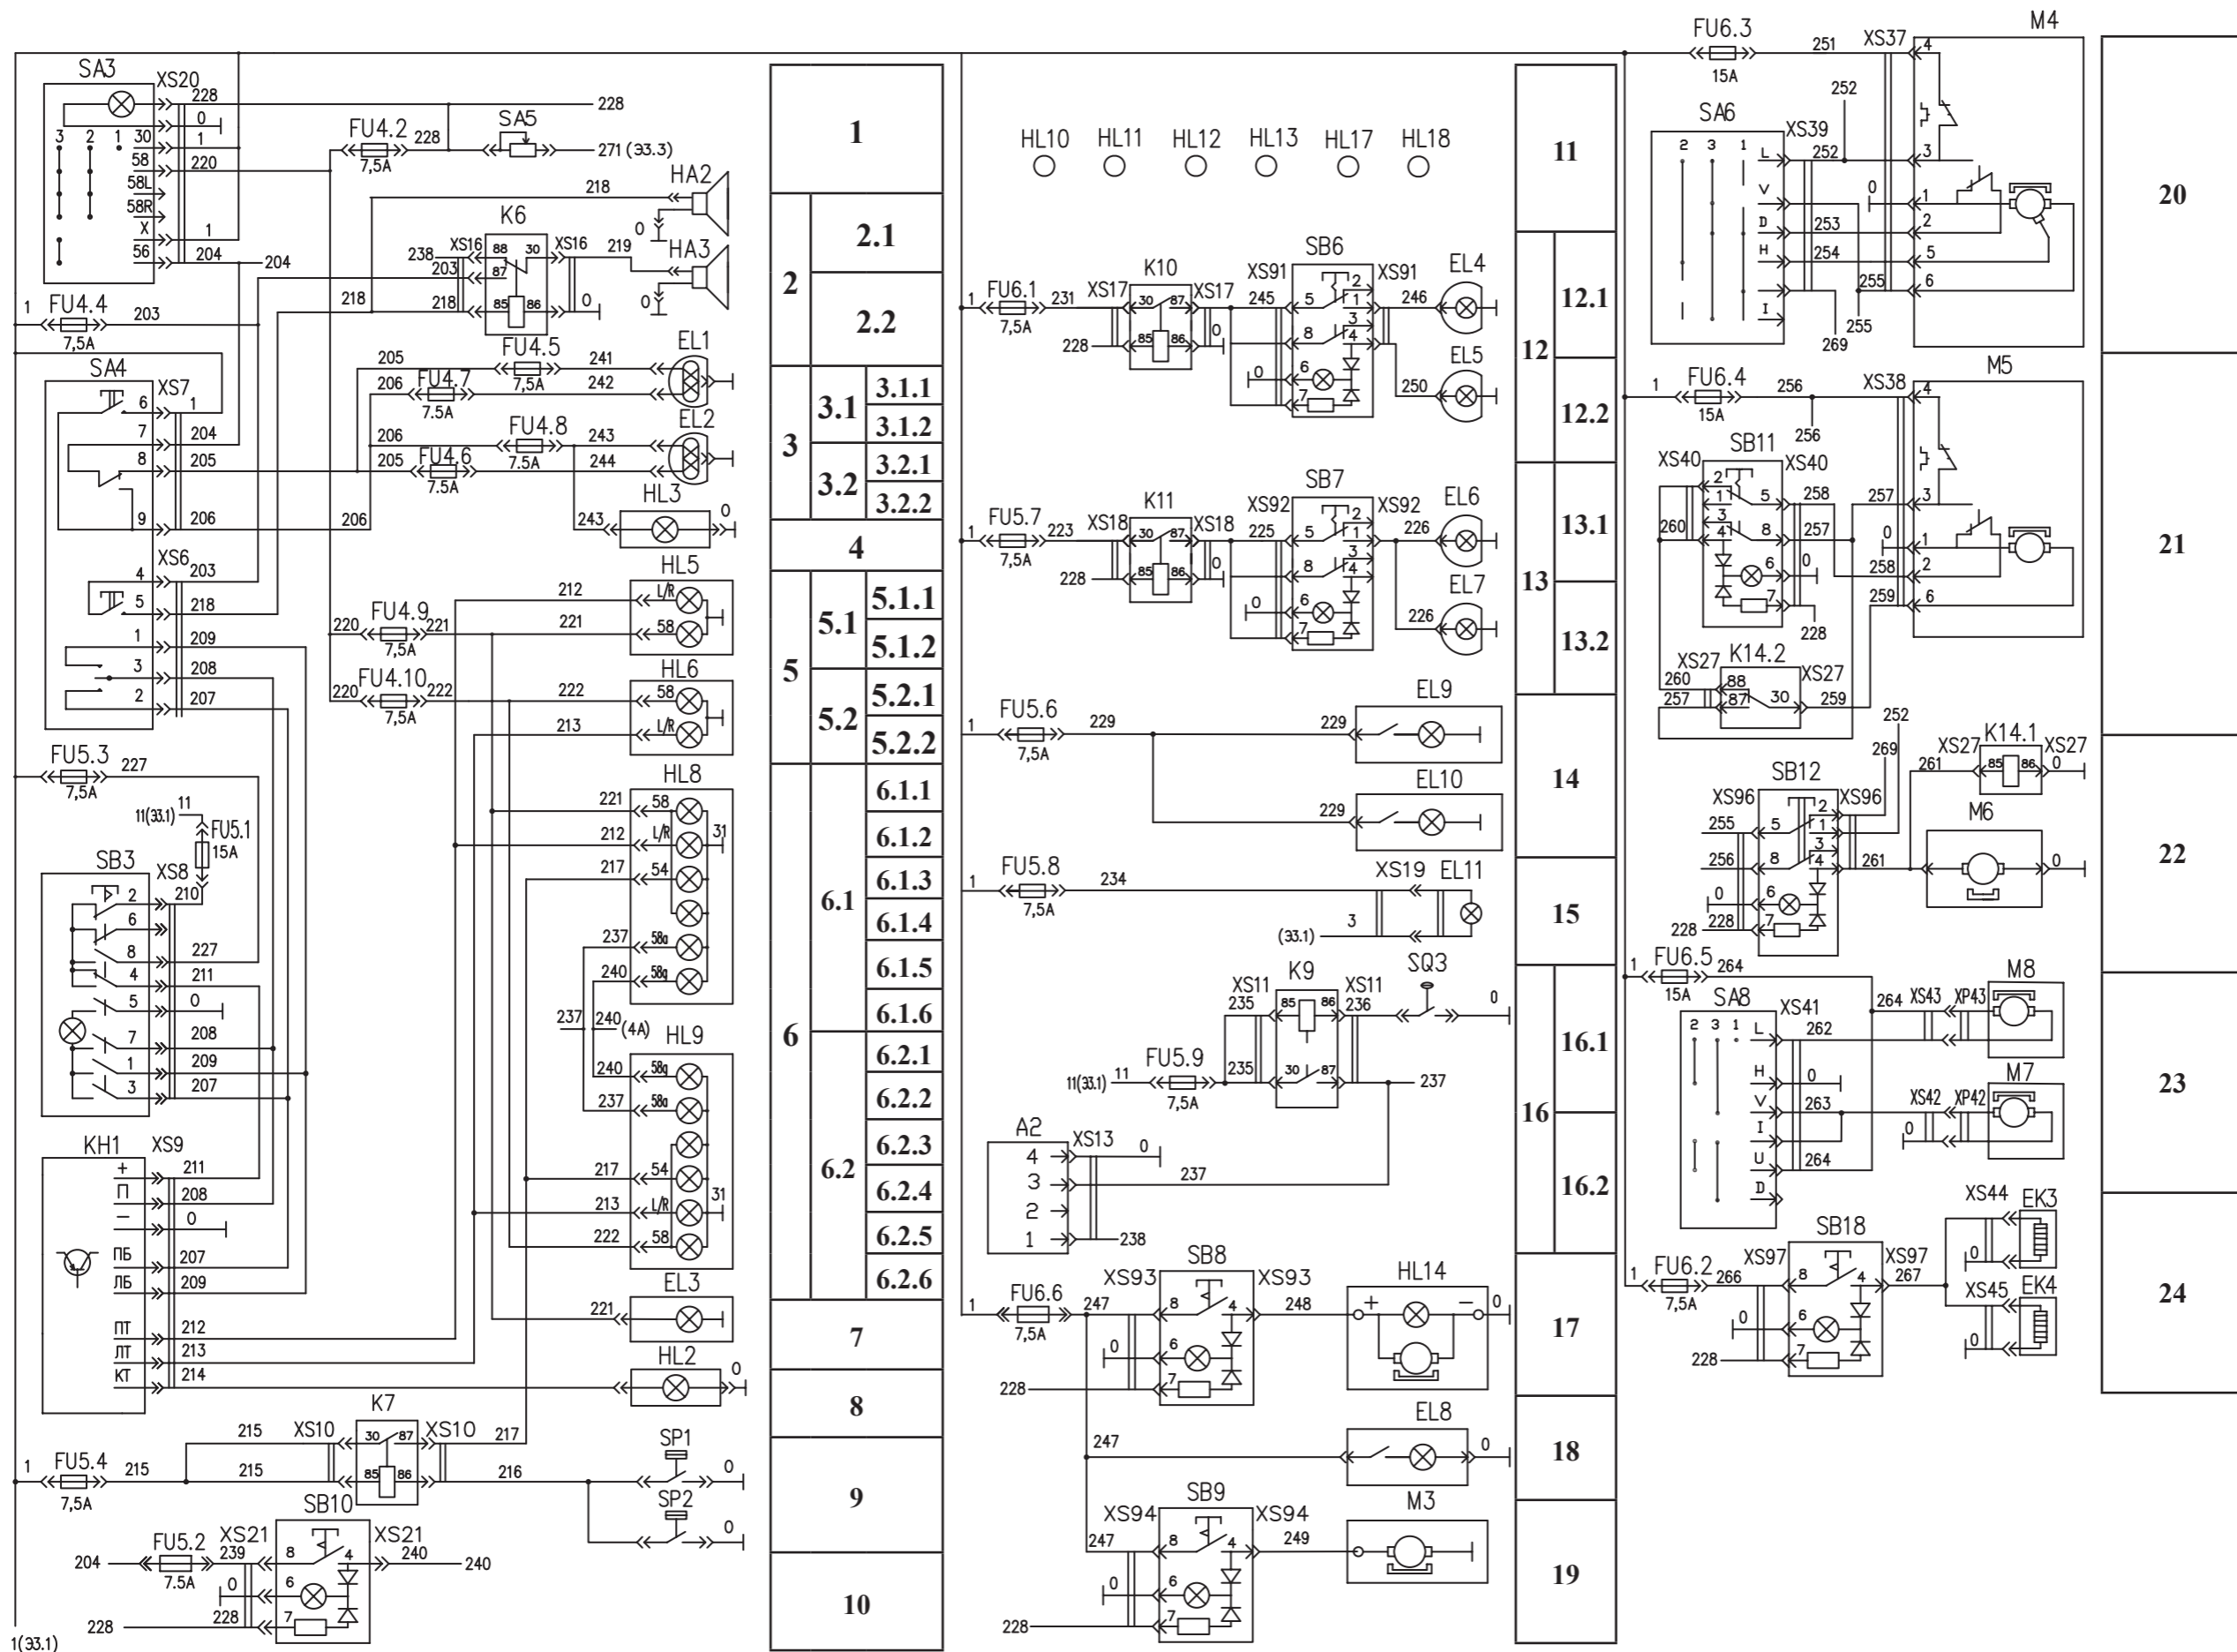 SA3
XS20
228
0
3 2 1 30
1
58
220
58L
58R
X
1
56
204
204
FU4.2
228
7,5A
SA5
228
271 (Э3.3)
HA2
218
0
K6
XS16
88 30
XS16
219
HA3
238
203
87
218
218
85 86
0
0
1
FU4.4
203
7,5A
SA4
XS7
6
1
7
204
8
205
9
206
206
205
FU4.5
241
7,5A
EL1
206
FU4.7
242
7.5A
EL2
206
FU4.8
243
7.5A
205
FU4.6
244
7.5A
HL3
243
0
XS6
4
203
5
218
1
209
3
208
2
207
HL5
212
L/R
220
FU4.9
221
221
58
7,5A
HL6
220
FU4.10
222
222
58
7,5A
213
L/R
FU5.3
227
7,5A
11
11(Э3.1)
FU5.1
15A
SB3
XS8
2
210
6
8
227
4
211
5
0
7
208
1
209
3
207
HL8
221
58
212
L/R
31
217
54
237
58a
240
58a
237
240 (4A)
HL9
240
58a
237
58a
217
54
213
L/R
31
222
58
KH1
XS9
+
211
П
208
—
0
ПБ
207
ЛБ
209
ПТ
212
ЛТ
213
КТ
214
EL3
221
HL2
0
K7
215
XS10
30 87
XS10
217
1
FU5.4
215
215
85 86
216
7,5A
SP1
0
SP2
0
SB10
FU5.2
XS21
XS21
204
239
8
4
240
240
7.5A
0
6
228
228
7
1(Э3.1)
1
2
2.1
2.2
3
3.1
3.1.1
3.1.2
3.2
3.2.1
3.2.2
4
5
5.1
5.1.1
5.1.2
5.2
5.2.1
5.2.2
6
6.1
6.1.1
6.1.2
6.1.3
6.1.4
6.1.5
6.1.6
6.2
6.2.1
6.2.2
6.2.3
6.2.4
6.2.5
6.2.6
7
8
9
10
HL10
HL11
HL12
HL13
HL17
HL18
SB6
K10
XS91
XS91
EL4
1
FU6.1
231
XS17
30 87
XS17
245
5
2
1
246
7,5A
3
228
85 86
0
8
4
EL5
0
6
250
7
SB7
K11
XS92
XS92
EL6
1
FU5.7
223
XS18
30 87
XS18
225
5
2
1
226
7,5A
3
228
85 86
0
8
4
EL7
0
6
226
7
EL9
1
FU5.6
229
229
7,5A
EL10
229
1
FU5.8
234
XS19
EL11
7,5A
3
(Э3.1)
K9
SQ3
XS11
XS11
235
85 86
236
0
FU5.9
11(Э3.1)
11
235
30 87
237
7,5A
A2
XS13
4
0
3
237
2
1
238
SB8
XS93
XS93
HL14
1
FU6.6
247
8
4
248
+
−
0
7,5A
0
6
228
7
EL8
247
0
SB9
M3
XS94
XS94
247
8
4
249
0
6
228
7
11
12
12.1
12.2
13
13.1
13.2
14
15
16
16.1
16.2
17
18
19
FU6.3
251
XS37
M4
15A
4
252
SA6
XS39
2 3 1
L
252
3
V
0
1
D
253
2
H
254
5
255
6
I
255
269
1
FU6.4
256
XS38
M5
15A
4
256
SB11
XS40
XS40
2
1
5
258
257
3
260
3
4
8
257
0
1
6
0
258
2
7
259
6
228
K14.2
XS27
XS27
260
88
257
87
30
259
252
K14.1
XS27
XS27
269
261
85 86
0
SB12
XS96
XS96
M6
255
5
2
1
3
256
8
4
261
0
0
6
228
228
7
1
FU6.5
264
15A
SA8
XS41
264
XS43
XP43
M8
2 3 1
L
262
H
0
V
263
XS42
XP42
M7
I
0
U
264
D
XS44
EK3
SB18
0
XS97
XS97
1
FU6.2
266
8
4
267
7,5A
XS45
EK4
0
6
0
228
7
20
21
22
23
24